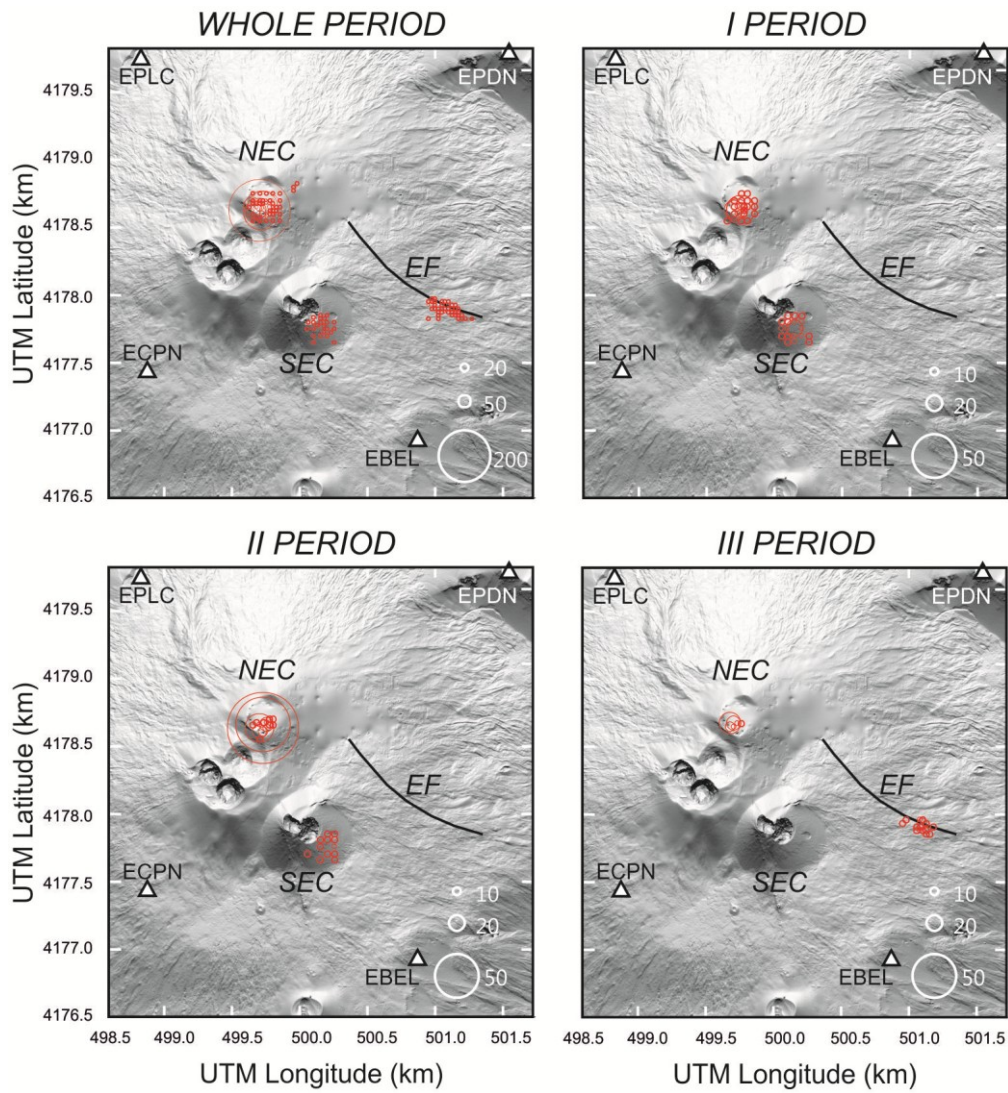 WHOLE PERIOD
I PERIOD
EPLC
EPDN
EPLC
EPDN
4179.5
4179.0
NEC
NEC
4178.5
EF
EF
4178.0
UTM Latitude (km)
ECPN
SEC
20
ECPN
SEC
10
4177.5
50
20
4177.0
EBEL
200
EBEL
50
4176.5
II PERIOD
III PERIOD
EPLC
EPDN
EPLC
EPDN
4179.5
4179.0
NEC
NEC
4178.5
EF
EF
4178.0
UTM Latitude (km)
ECPN
SEC
10
ECPN
SEC
10
4177.5
20
20
4177.0
EBEL
50
EBEL
50
4176.5
498.5 499.0 499.5 500.0 500.5 501.0 501.5
498.5 499.0 499.5 500.0 500.5 501.0 501.5
UTM Longitude (km)
UTM Longitude (km)